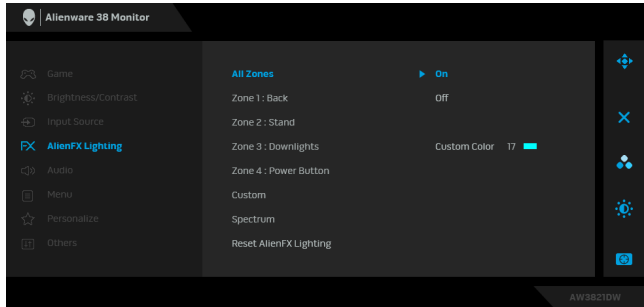 Alienware 38 Monitor
Game
All Zones
On
Brightness/Contrast
Zone 1 : Back
Off
Input Source
Zone 2 : Stand
FX AlienFX Lighting
Zone 3 : Downlights
Custom Color 17
Audio
Zone 4 : Power Button
Menu
Custom
Personalize
Spectrum
Others
Reset AlienFX Lighting
AW3821DW